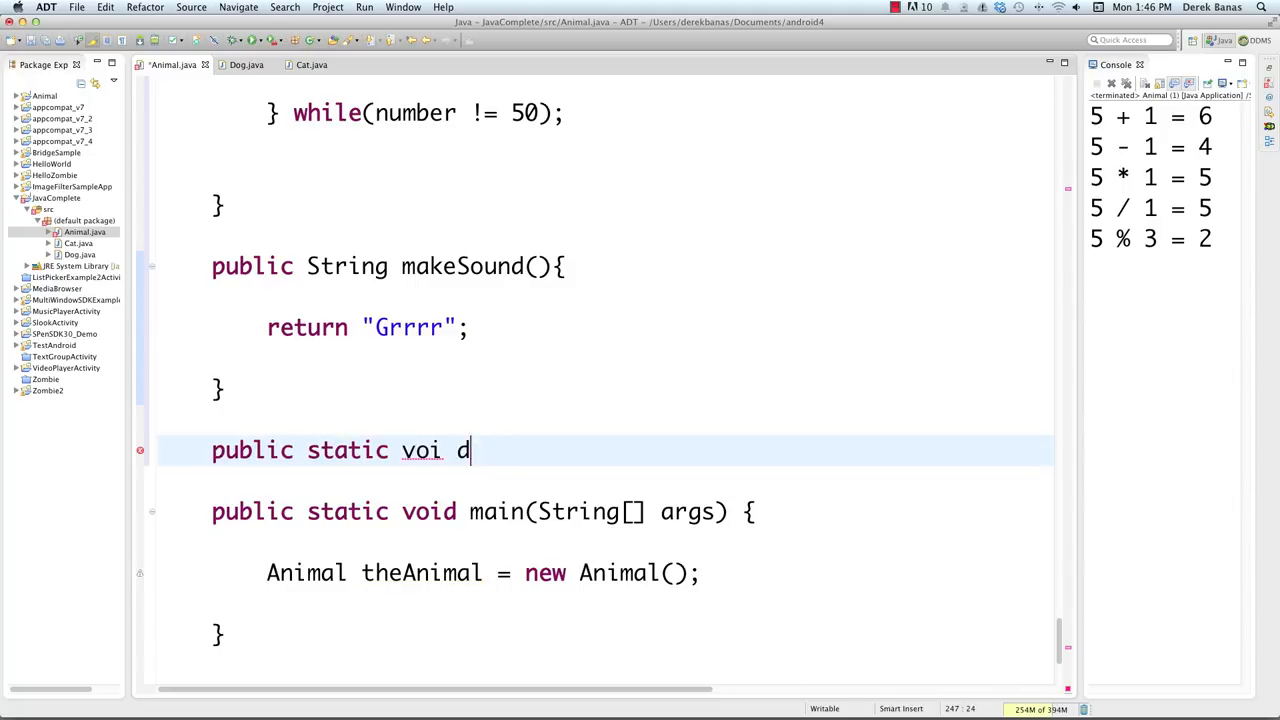 ADT File Edit Refactor Source Navigate Search Project Run Window Help 10 Mon 1:46 PM Derek Banas
Java - JavaComplete/src/Animal.java - ADT - /Users/derekbanas/Documents/android4
Quick Access Java DDMS
Package Exp *Animal.java Dog.java Cat.java Console
<terminated> Animal (1) [Java Application] /S
Animal
appcompat_v7
appcompat_v7_2
appcompat_v7_3
appcompat_v7_4
BridgeSample
HelloWorld
HelloZombie
ImageFilterSampleApp
JavaComplete
src
(default package)
Animal.java
Cat.java
Dog.java
JRE System Library [Ja
ListPickerExample2Activi
MediaBrowser
MultiWindowSDKExample
MusicPlayerActivity
SlookActivity
SPenSDK30_Demo
TestAndroid
TextGroupActivity
VideoPlayerActivity
Zombie
Zombie2
} while(number != 50);
}
public String makeSound(){
return "Grrrr";
}
public static voi d
public static void main(String[] args) {
Animal theAnimal = new Animal();
}
5 + 1 = 6
5 - 1 = 4
5 * 1 = 5
5 / 1 = 5
5 % 3 = 2
Writable Smart Insert 247 : 24 254M of 394M